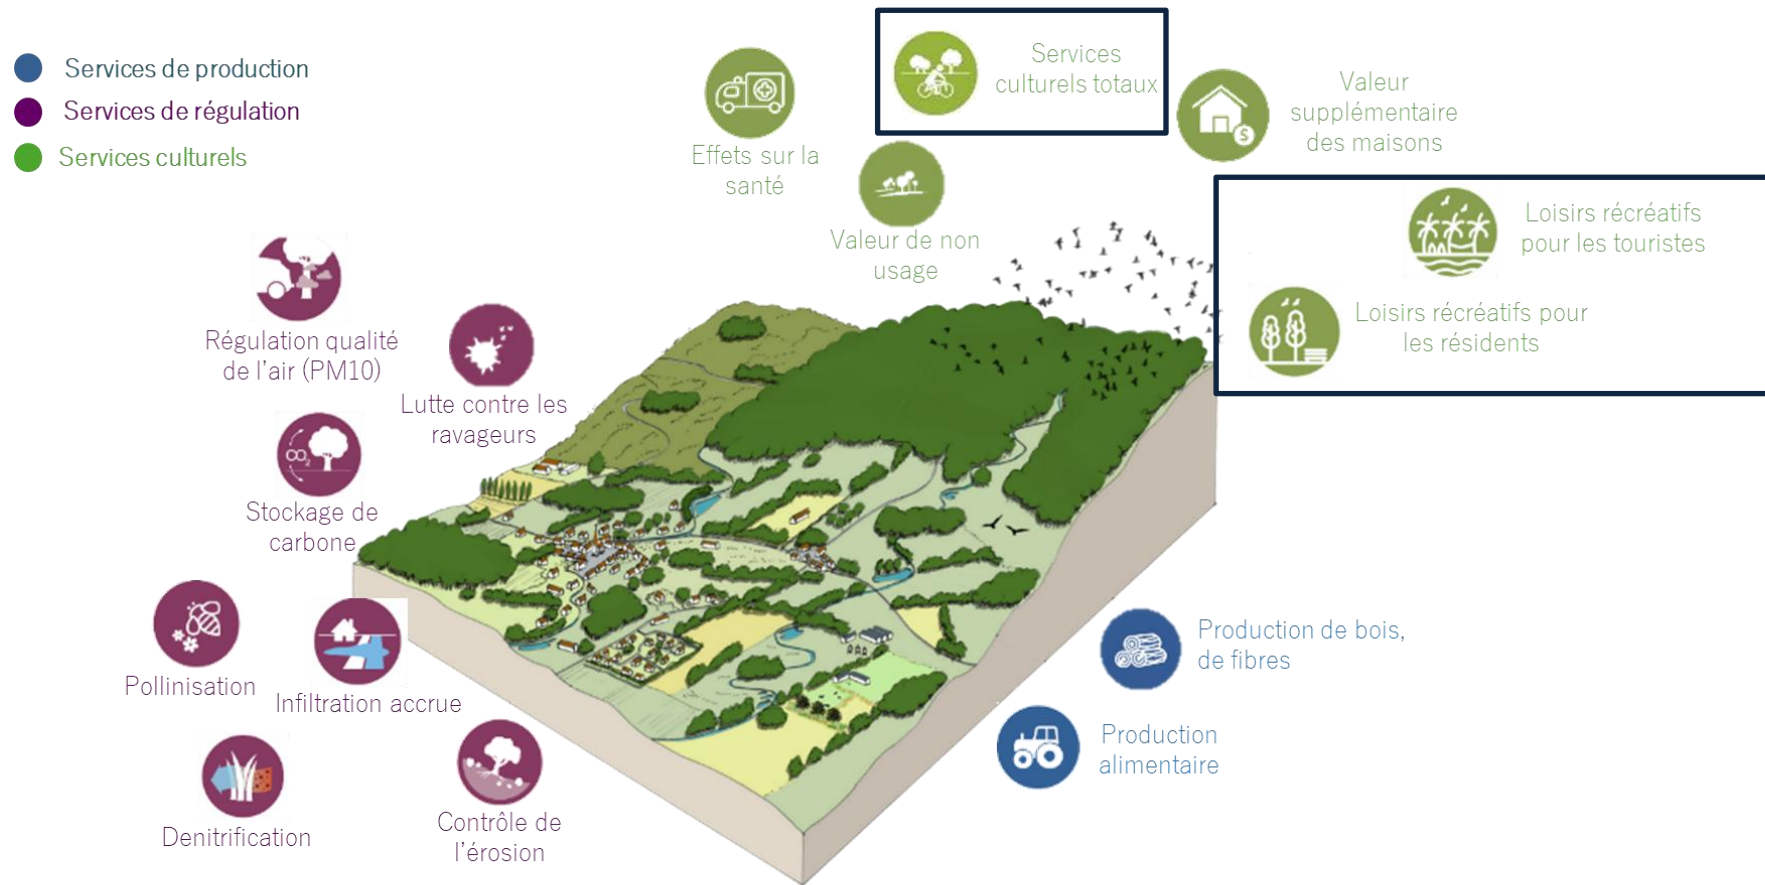 Services de production
Services de régulation
Services culturels
Effets sur la
santé
Services
culturels totaux
Valeur
supplémentaire
des maisons
Valeur de non
usage
Loisirs récréatifs
pour les touristes
Loisirs récréatifs pour
les résidents
Régulation qualité
de l'air (PM10)
Lutte contre les
ravageurs
CO2
Stockage de
carbone
Pollinisation
Infiltration accrue
Denitrification
Contrôle de
l'érosion
Production de bois,
de fibres
Production
alimentaire
S